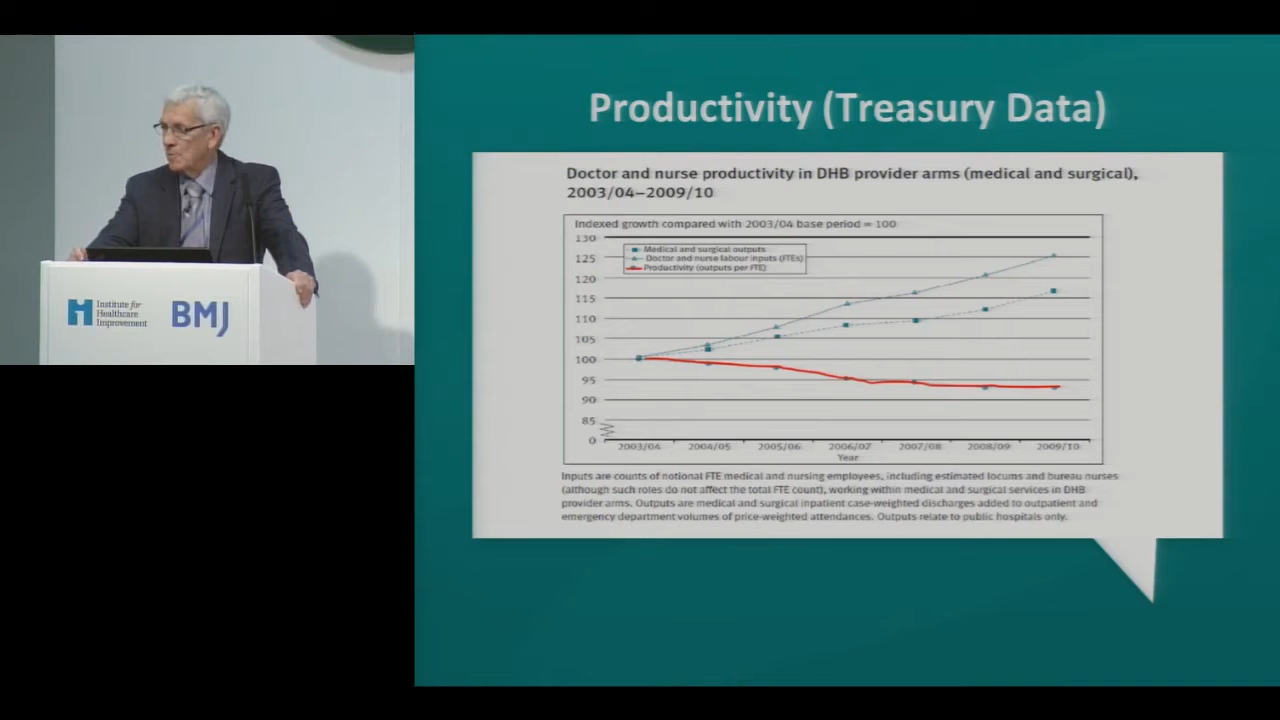 Institute for
Healthcare
Improvement
BMJ
Productivity (Treasury Data)
Doctor and nurse productivity in DHB provider arms (medical and surgical),
2003/04–2009/10
Indexed growth compared with 2003/04 base period = 100
130
125
120
115
110
105
100
95
90
85
0
Medical and surgical outputs
Doctor and nurse labour inputs (FTEs)
Productivity (outputs per FTE)
2003/04 2004/05 2005/06 2006/07 2007/08 2008/09 2009/10
Year
Inputs are counts of notional FTE medical and nursing employees, including estimated locums and bureau nurses
(although such roles do not affect the total FTE count), working within medical and surgical services in DHB
provider arms. Outputs are medical and surgical inpatient case-weighted discharges added to outpatient and
emergency department volumes of price-weighted attendances. Outputs relate to public hospitals only.